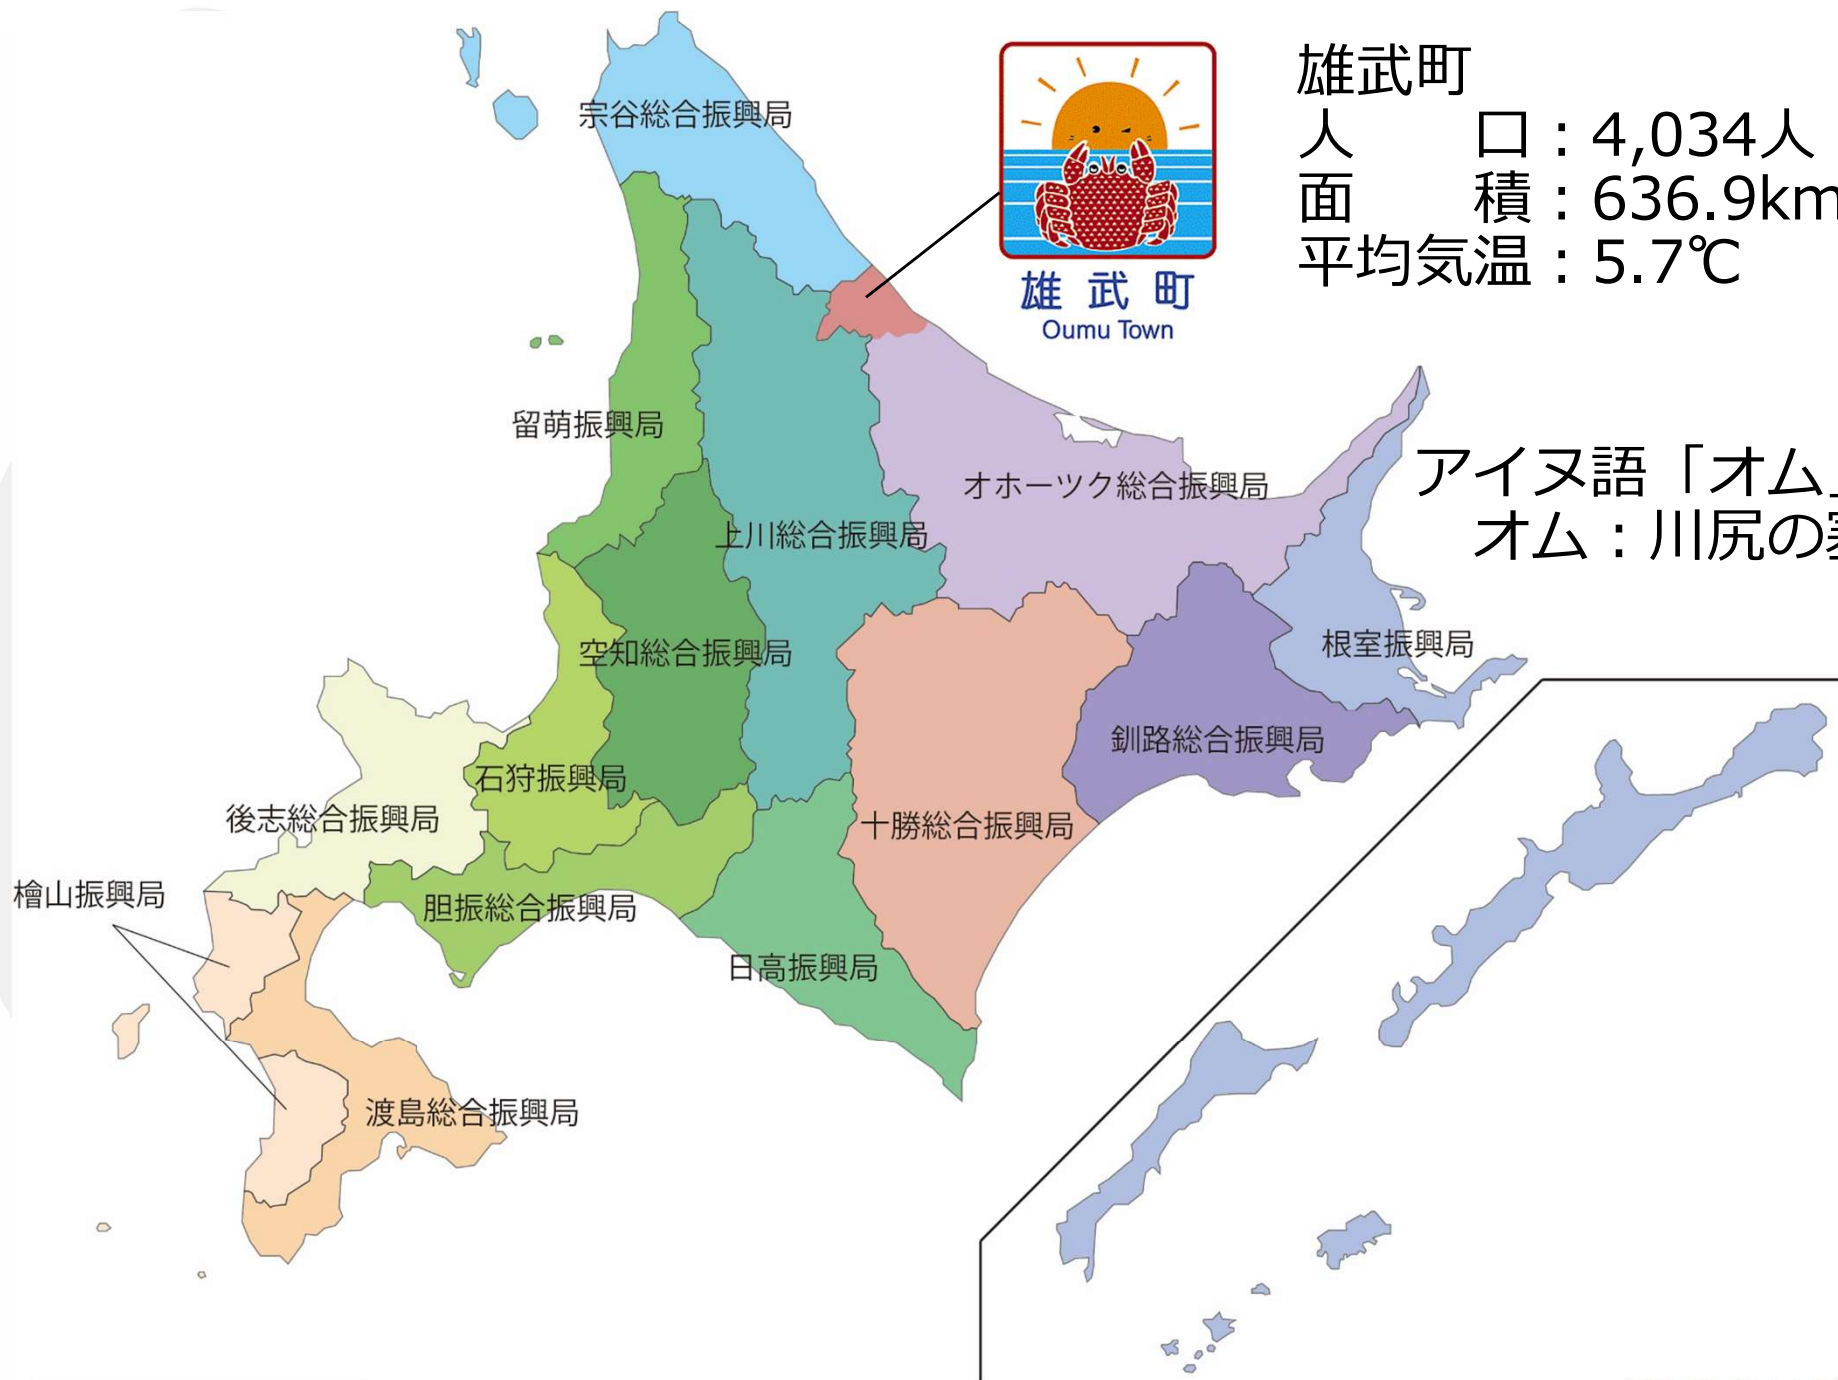 雄武町
人　　口：4,034人
面　　積：636.9km
平均気温：5.7℃
雄武町
Oumu Town
アイヌ語「オム」
オム：川尻の
宗谷総合振興局
留萌振興局
オホーツク総合振興局
上川総合振興局
空知総合振興局
根室振興局
釧路総合振興局
石狩振興局
後志総合振興局
十勝総合振興局
檜山振興局
胆振総合振興局
日高振興局
渡島総合振興局